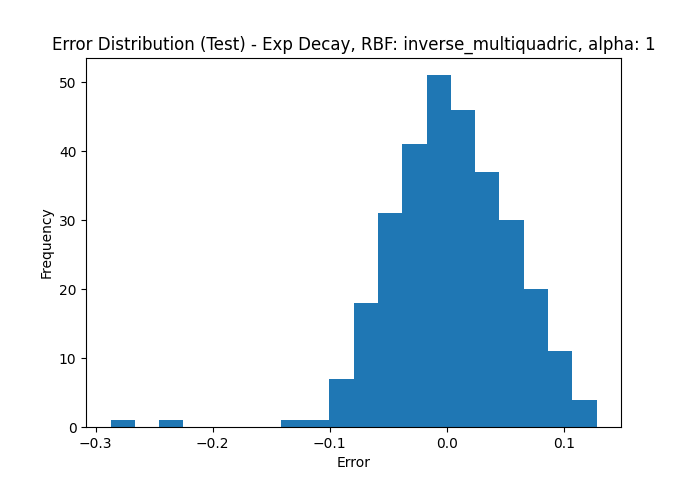 Error Distribution (Test) - Exp Decay, RBF: inverse_multiquadric, alpha: 1
50
40
30
20
10
0
Frequency
−0.3 −0.2 −0.1 0.0 0.1
Error